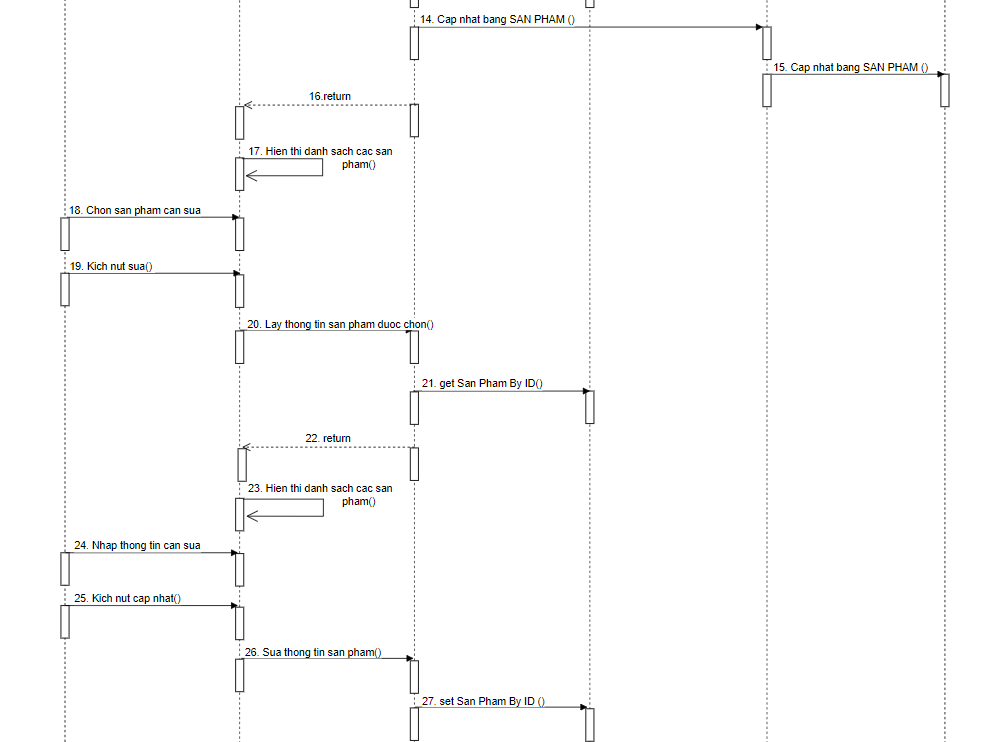 14. Cap nhat bang SAN PHAM ()
15. Cap nhat bang SAN PHAM ()
16.return
17. Hien thi danh sach cac san
pham()
18. Chon san pham can sua
19. Kich nut sua()
20. Lay thong tin san pham duoc chon()
21. get San Pham By ID()
22. return
23. Hien thi danh sach cac san
pham()
24. Nhap thong tin can sua
25. Kich nut cap nhat()
26. Sua thong tin san pham()
27. set San Pham By ID ()